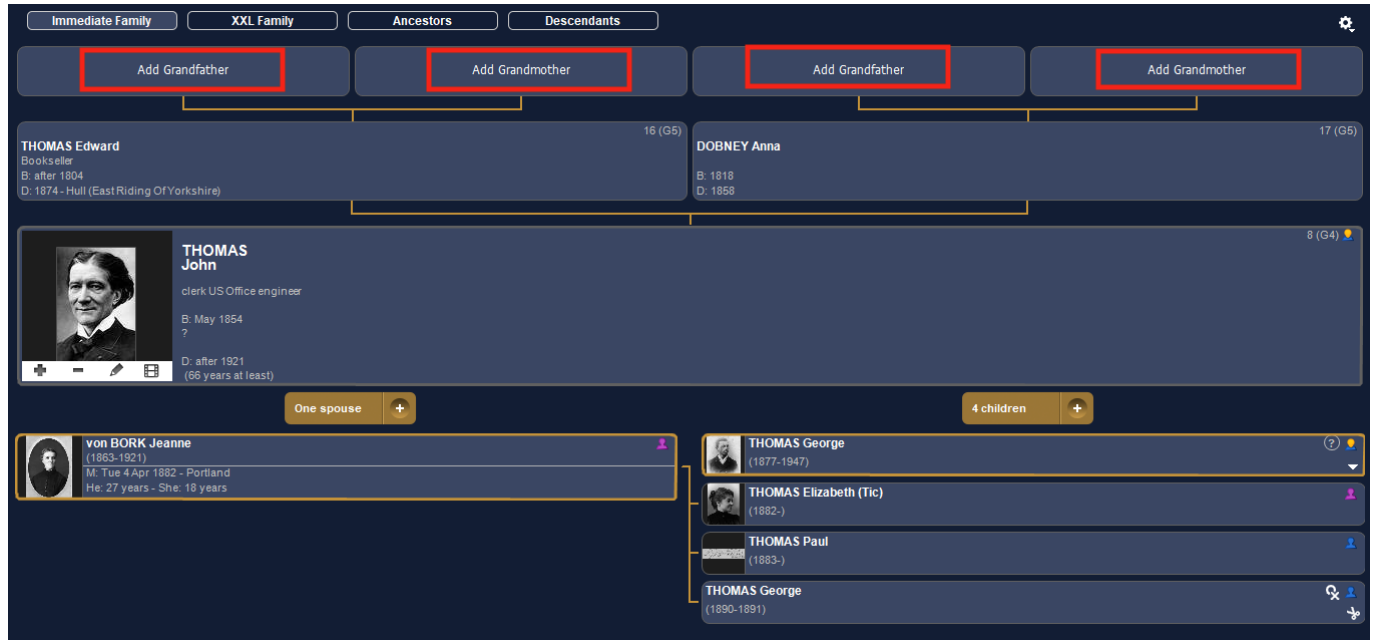 Immediate Family XXL Family Ancestors Descendants
Add Grandfather Add Grandmother Add Grandfather Add Grandmother
16 (G5)
THOMAS Edward
Bookseller
B: after 1804
D: 1874 - Hull (East Riding Of Yorkshire)
17 (G5)
DOBNEY Anna
B: 1818
D: 1858
8 (G4)
THOMAS
John
clerk US Office engineer
B: May 1854
?
D: after 1921
(66 years at least)
One spouse +
4 children +
von BORK Jeanne
(1863-1921)
M: Tue 4 Apr 1882 - Portland
He: 27 years - She: 18 years
THOMAS George ?
(1877-1947)
THOMAS Elizabeth (Tic)
(1882-)
THOMAS Paul
(1883-)
THOMAS George
(1890-1891)